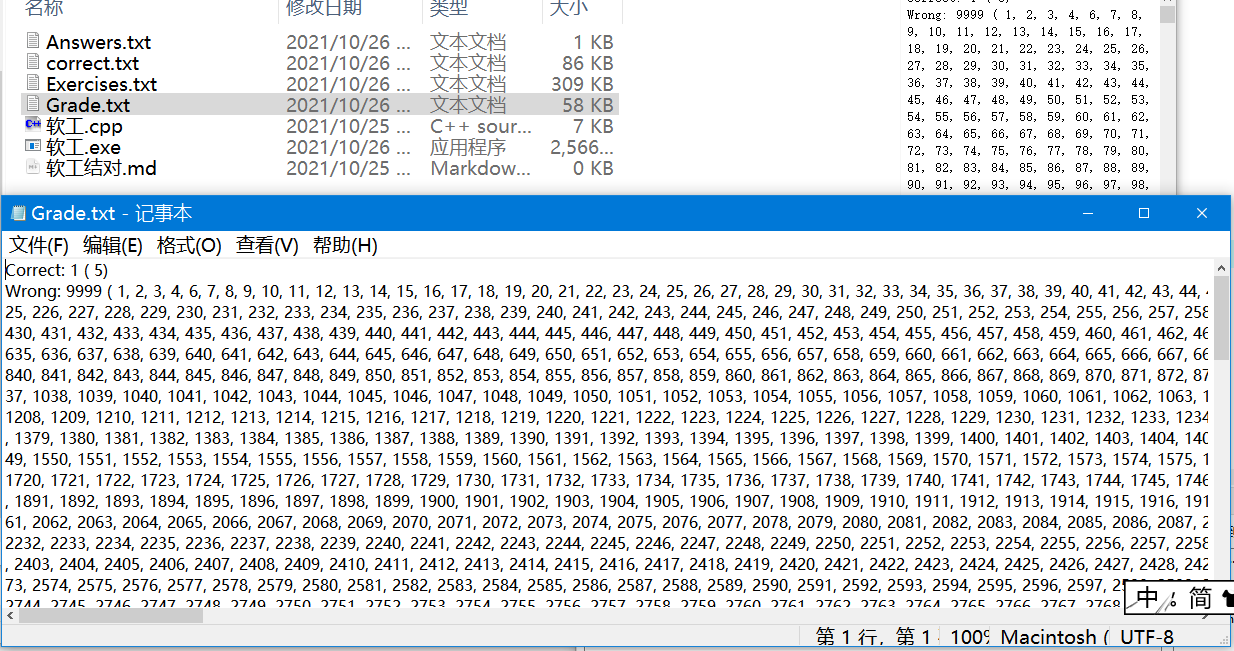 名称 修改日期 类型 大小
Answers.txt 2021/10/26 ... 文本文档 1 KB
correct.txt 2021/10/26 ... 文本文档 86 KB
Exercises.txt 2021/10/26 ... 文本文档 309 KB
Grade.txt 2021/10/26 ... 文本文档 58 KB
软工.cpp 2021/10/25 ... C++ sour... 7 KB
软工.exe 2021/10/25 ... 应用程序 2,566...
软工结对.md 2021/10/25 ... Markdow... 0 KB
Wrong: 9999 ( 1, 2, 3, 4, 6, 7, 8,
9, 10, 11, 12, 13, 14, 15, 16, 17,
18, 19, 20, 21, 22, 23, 24, 25, 26,
27, 28, 29, 30, 31, 32, 33, 34, 35,
36, 37, 38, 39, 40, 41, 42, 43, 44,
45, 46, 47, 48, 49, 50, 51, 52, 53,
54, 55, 56, 57, 58, 59, 60, 61, 62,
63, 64, 65, 66, 67, 68, 69, 70, 71,
72, 73, 74, 75, 76, 77, 78, 79, 80,
81, 82, 83, 84, 85, 86, 87, 88, 89,
90, 91, 92, 93, 94, 95, 96, 97, 98,
Grade.txt - 记事本
文件(F) 编辑(E) 格式(O) 查看(V) 帮助(H)
Correct: 1 ( 5)
Wrong: 9999 ( 1, 2, 3, 4, 6, 7, 8, 9, 10, 11, 12, 13, 14, 15, 16, 17, 18, 19, 20, 21, 22, 23, 24, 25, 26, 27, 28, 29, 30, 31, 32, 33, 34, 35, 36, 37, 38, 39, 40, 41, 42, 43, 44,
25, 226, 227, 228, 229, 230, 231, 232, 233, 234, 235, 236, 237, 238, 239, 240, 241, 242, 243, 244, 245, 246, 247, 248, 249, 250, 251, 252, 253, 254, 255, 256, 257, 258
430, 431, 432, 433, 434, 435, 436, 437, 438, 439, 440, 441, 442, 443, 444, 445, 446, 447, 448, 449, 450, 451, 452, 453, 454, 455, 456, 457, 458, 459, 460, 461, 462, 46
635, 636, 637, 638, 639, 640, 641, 642, 643, 644, 645, 646, 647, 648, 649, 650, 651, 652, 653, 654, 655, 656, 657, 658, 659, 660, 661, 662, 663, 664, 665, 666, 667, 66
840, 841, 842, 843, 844, 845, 846, 847, 848, 849, 850, 851, 852, 853, 854, 855, 856, 857, 858, 859, 860, 861, 862, 863, 864, 865, 866, 867, 868, 869, 870, 871, 872, 87
37, 1038, 1039, 1040, 1041, 1042, 1043, 1044, 1045, 1046, 1047, 1048, 1049, 1050, 1051, 1052, 1053, 1054, 1055, 1056, 1057, 1058, 1059, 1060, 1061, 1062, 1063, 1
1208, 1209, 1210, 1211, 1212, 1213, 1214, 1215, 1216, 1217, 1218, 1219, 1220, 1221, 1222, 1223, 1224, 1225, 1226, 1227, 1228, 1229, 1230, 1231, 1232, 1233, 1234
, 1379, 1380, 1381, 1382, 1383, 1384, 1385, 1386, 1387, 1388, 1389, 1390, 1391, 1392, 1393, 1394, 1395, 1396, 1397, 1398, 1399, 1400, 1401, 1402, 1403, 1404, 140
49, 1550, 1551, 1552, 1553, 1554, 1555, 1556, 1557, 1558, 1559, 1560, 1561, 1562, 1563, 1564, 1565, 1566, 1567, 1568, 1569, 1570, 1571, 1572, 1573, 1574, 1575, 1
1720, 1721, 1722, 1723, 1724, 1725, 1726, 1727, 1728, 1729, 1730, 1731, 1732, 1733, 1734, 1735, 1736, 1737, 1738, 1739, 1740, 1741, 1742, 1743, 1744, 1745, 1746
, 1891, 1892, 1893, 1894, 1895, 1896, 1897, 1898, 1899, 1900, 1901, 1902, 1903, 1904, 1905, 1906, 1907, 1908, 1909, 1910, 1911, 1912, 1913, 1914, 1915, 1916, 191
61, 2062, 2063, 2064, 2065, 2066, 2067, 2068, 2069, 2070, 2071, 2072, 2073, 2074, 2075, 2076, 2077, 2078, 2079, 2080, 2081, 2082, 2083, 2084, 2085, 2086, 2087, 2
2232, 2233, 2234, 2235, 2236, 2237, 2238, 2239, 2240, 2241, 2242, 2243, 2244, 2245, 2246, 2247, 2248, 2249, 2250, 2251, 2252, 2253, 2254, 2255, 2256, 2257, 2258
, 2403, 2404, 2405, 2406, 2407, 2408, 2409, 2410, 2411, 2412, 2413, 2414, 2415, 2416, 2417, 2418, 2419, 2420, 2421, 2422, 2423, 2424, 2425, 2426, 2427, 2428, 242
73, 2574, 2575, 2576, 2577, 2578, 2579, 2580, 2581, 2582, 2583, 2584, 2585, 2586, 2587, 2588, 2589, 2590, 2591, 2592, 2593, 2594, 2595, 2596, 2597,
2744, 2745, 2746, 2747, 2748, 2749, 2750, 2751, 2752, 2753, 2754, 2755, 2756, 2757, 2758, 2759, 2760, 2761, 2762, 2763, 2764, 2765, 2766, 2767, 2768
中 简
第 1 行, 第 1 100% Macintosh ( UTF-8